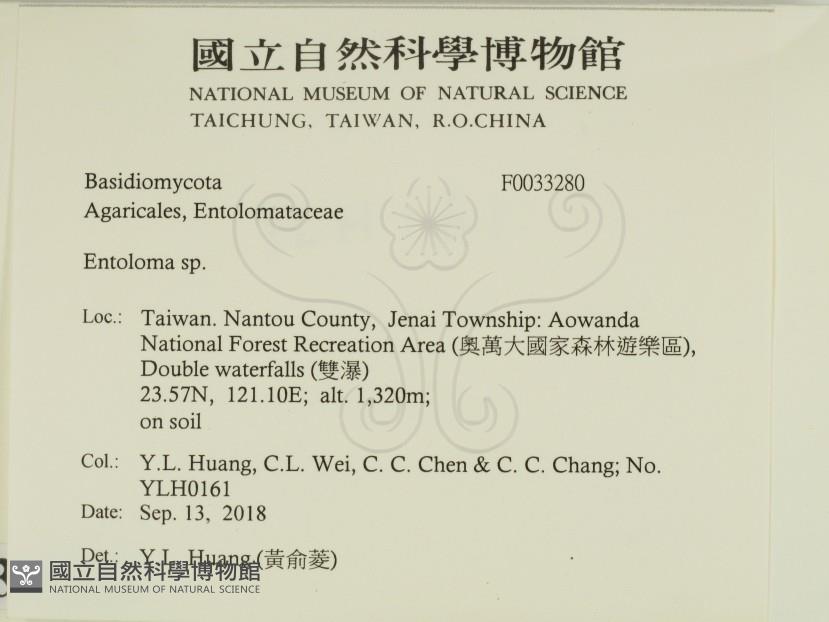 國立自然科學博物館
NATIONAL MUSEUM OF NATURAL SCIENCE
TAICHUNG, TAIWAN, R.O.CHINA
Basidiomycota F0033280
Agaricales, Entolomataceae
Entoloma sp.
Loc.: Taiwan. Nantou County, Jenai Township: Aowanda
National Forest Recreation Area (奧萬大國家森林遊樂區),
Double waterfalls (雙瀑)
23.57N, 121.10E; alt. 1,320m;
on soil
Col.: Y.L. Huang, C.L. Wei, C. C. Chen & C. C. Chang; No.
YLH0161
Date: Sep. 13, 2018
Det.: Y.L. Huang (黃俞菱)
國立自然科學博物館
NATIONAL MUSEUM OF NATURAL SCIENCE